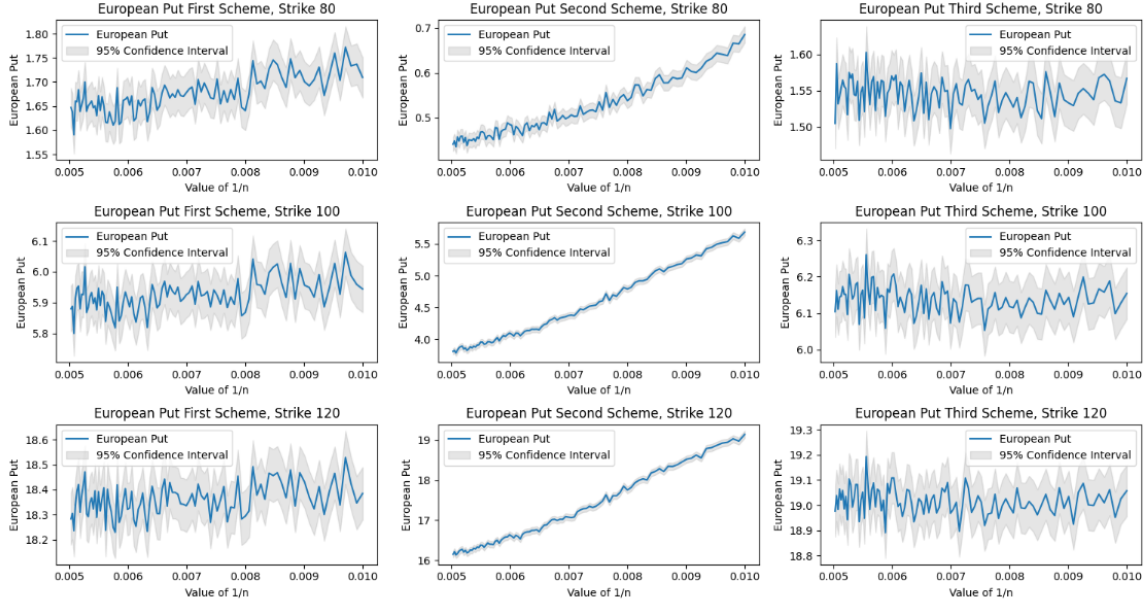 European Put First Scheme, Strike 80
European Put
1.80
1.75
1.70
1.65
1.60
1.55
European Put
95% Confidence Interval
0.005
0.006
0.007
0.008
0.009
0.010
Value of 1/n
European Put Second Scheme, Strike 80
European Put
0.7
0.6
0.5
European Put
95% Confidence Interval
0.005
0.006
0.007
0.008
0.009
0.010
Value of 1/n
European Put Third Scheme, Strike 80
European Put
1.60
1.55
1.50
European Put
95% Confidence Interval
0.005
0.006
0.007
0.008
0.009
0.010
Value of 1/n
European Put First Scheme, Strike 100
European Put
6.1
6.0
5.9
5.8
European Put
95% Confidence Interval
0.005
0.006
0.007
0.008
0.009
0.010
Value of 1/n
European Put Second Scheme, Strike 100
European Put
5.5
5.0
4.5
4.0
European Put
95% Confidence Interval
0.005
0.006
0.007
0.008
0.009
0.010
Value of 1/n
European Put Third Scheme, Strike 100
European Put
6.3
6.2
6.1
6.0
European Put
95% Confidence Interval
0.005
0.006
0.007
0.008
0.009
0.010
Value of 1/n
European Put First Scheme, Strike 120
European Put
18.6
18.5
18.4
18.3
18.2
European Put
95% Confidence Interval
0.005
0.006
0.007
0.008
0.009
0.010
Value of 1/n
European Put Second Scheme, Strike 120
European Put
19
18
17
16
European Put
95% Confidence Interval
0.005
0.006
0.007
0.008
0.009
0.010
Value of 1/n
European Put Third Scheme, Strike 120
European Put
19.3
19.2
19.1
19.0
18.9
18.8
European Put
95% Confidence Interval
0.005
0.006
0.007
0.008
0.009
0.010
Value of 1/n